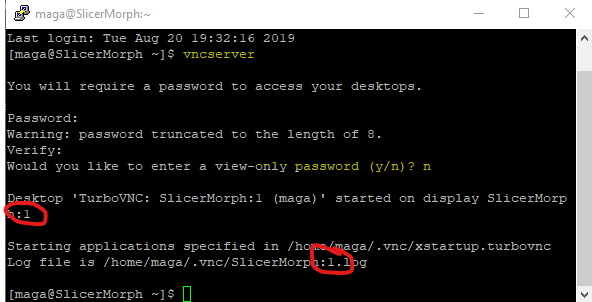 maga@SlicerMorph:~
Last login: Tue Aug 20 19:32:16 2019
[maga@SlicerMorph ~]$ vncserver
You will require a password to access your desktops.
Password:
Warning: password truncated to the length of 8.
Verify:
Would you like to enter a view-only password (y/n)? n
Desktop 'TurboVNC: SlicerMorph:1 (maga)' started on display SlicerMorp
h:1
Starting applications specified in /home/maga/.vnc/xstartup.turbovnc
Log file is /home/maga/.vnc/SlicerMorph:1.log
[maga@SlicerMorph ~]$